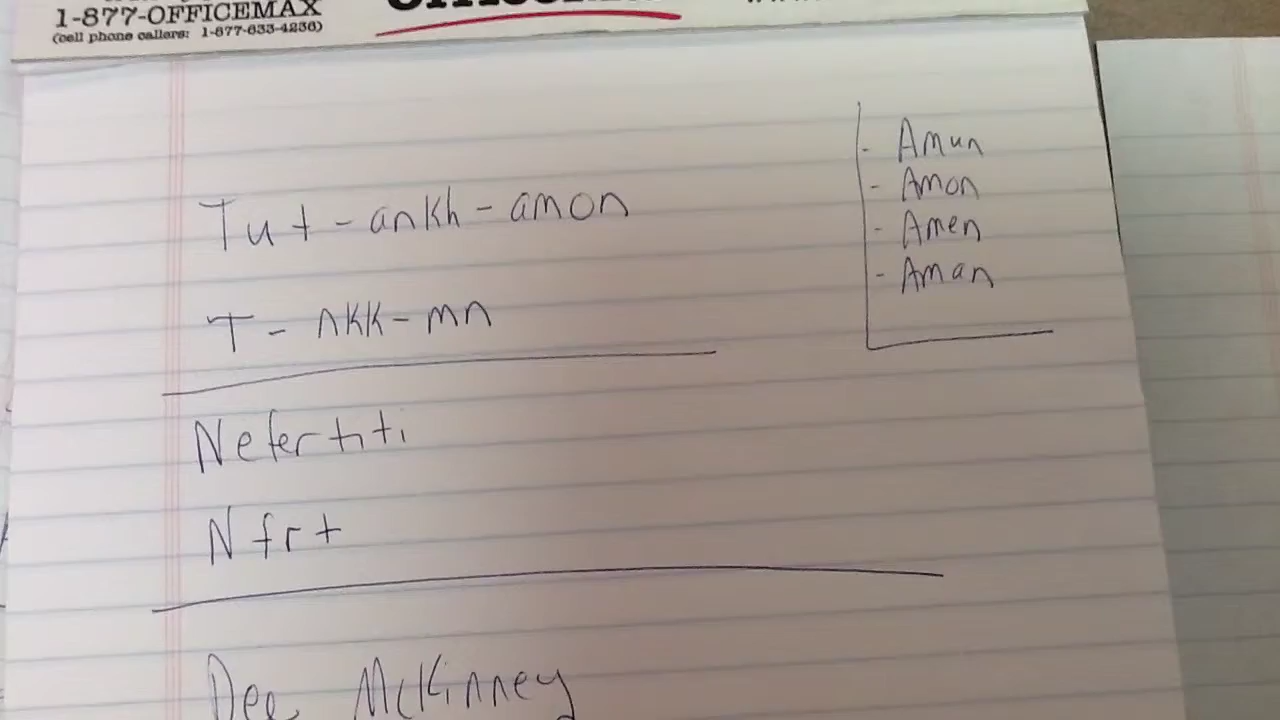 1-877-OFFICEMAX
(cell phone callers: 1-877-633-4236)
Tut-ankh-amon
T-nkk-mn
Nefertiti
Nfrt
Dee McKinney
- Amun
- Amon
- Amen
- Aman